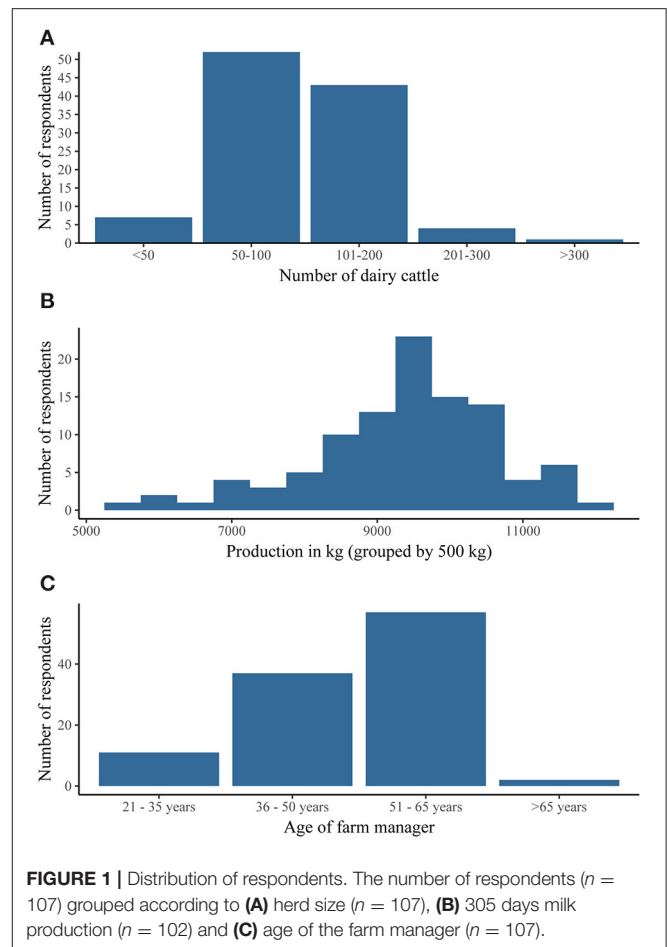 A
Number of respondents
50
45
40
35
30
25
20
15
10
5
0
<50 50-100 101-200 201-300 >300
Number of dairy cattle
B
Number of respondents
20
15
10
5
0
5000 7000 9000 11000
Production in kg (grouped by 500 kg)
C
Number of respondents
40
20
0
21 - 35 years 36 - 50 years 51 - 65 years >65 years
Age of farm manager
FIGURE 1 | Distribution of respondents. The number of respondents (n =
107) grouped according to (A) herd size (n = 107), (B) 305 days milk
production (n = 102) and (C) age of the farm manager (n = 107).